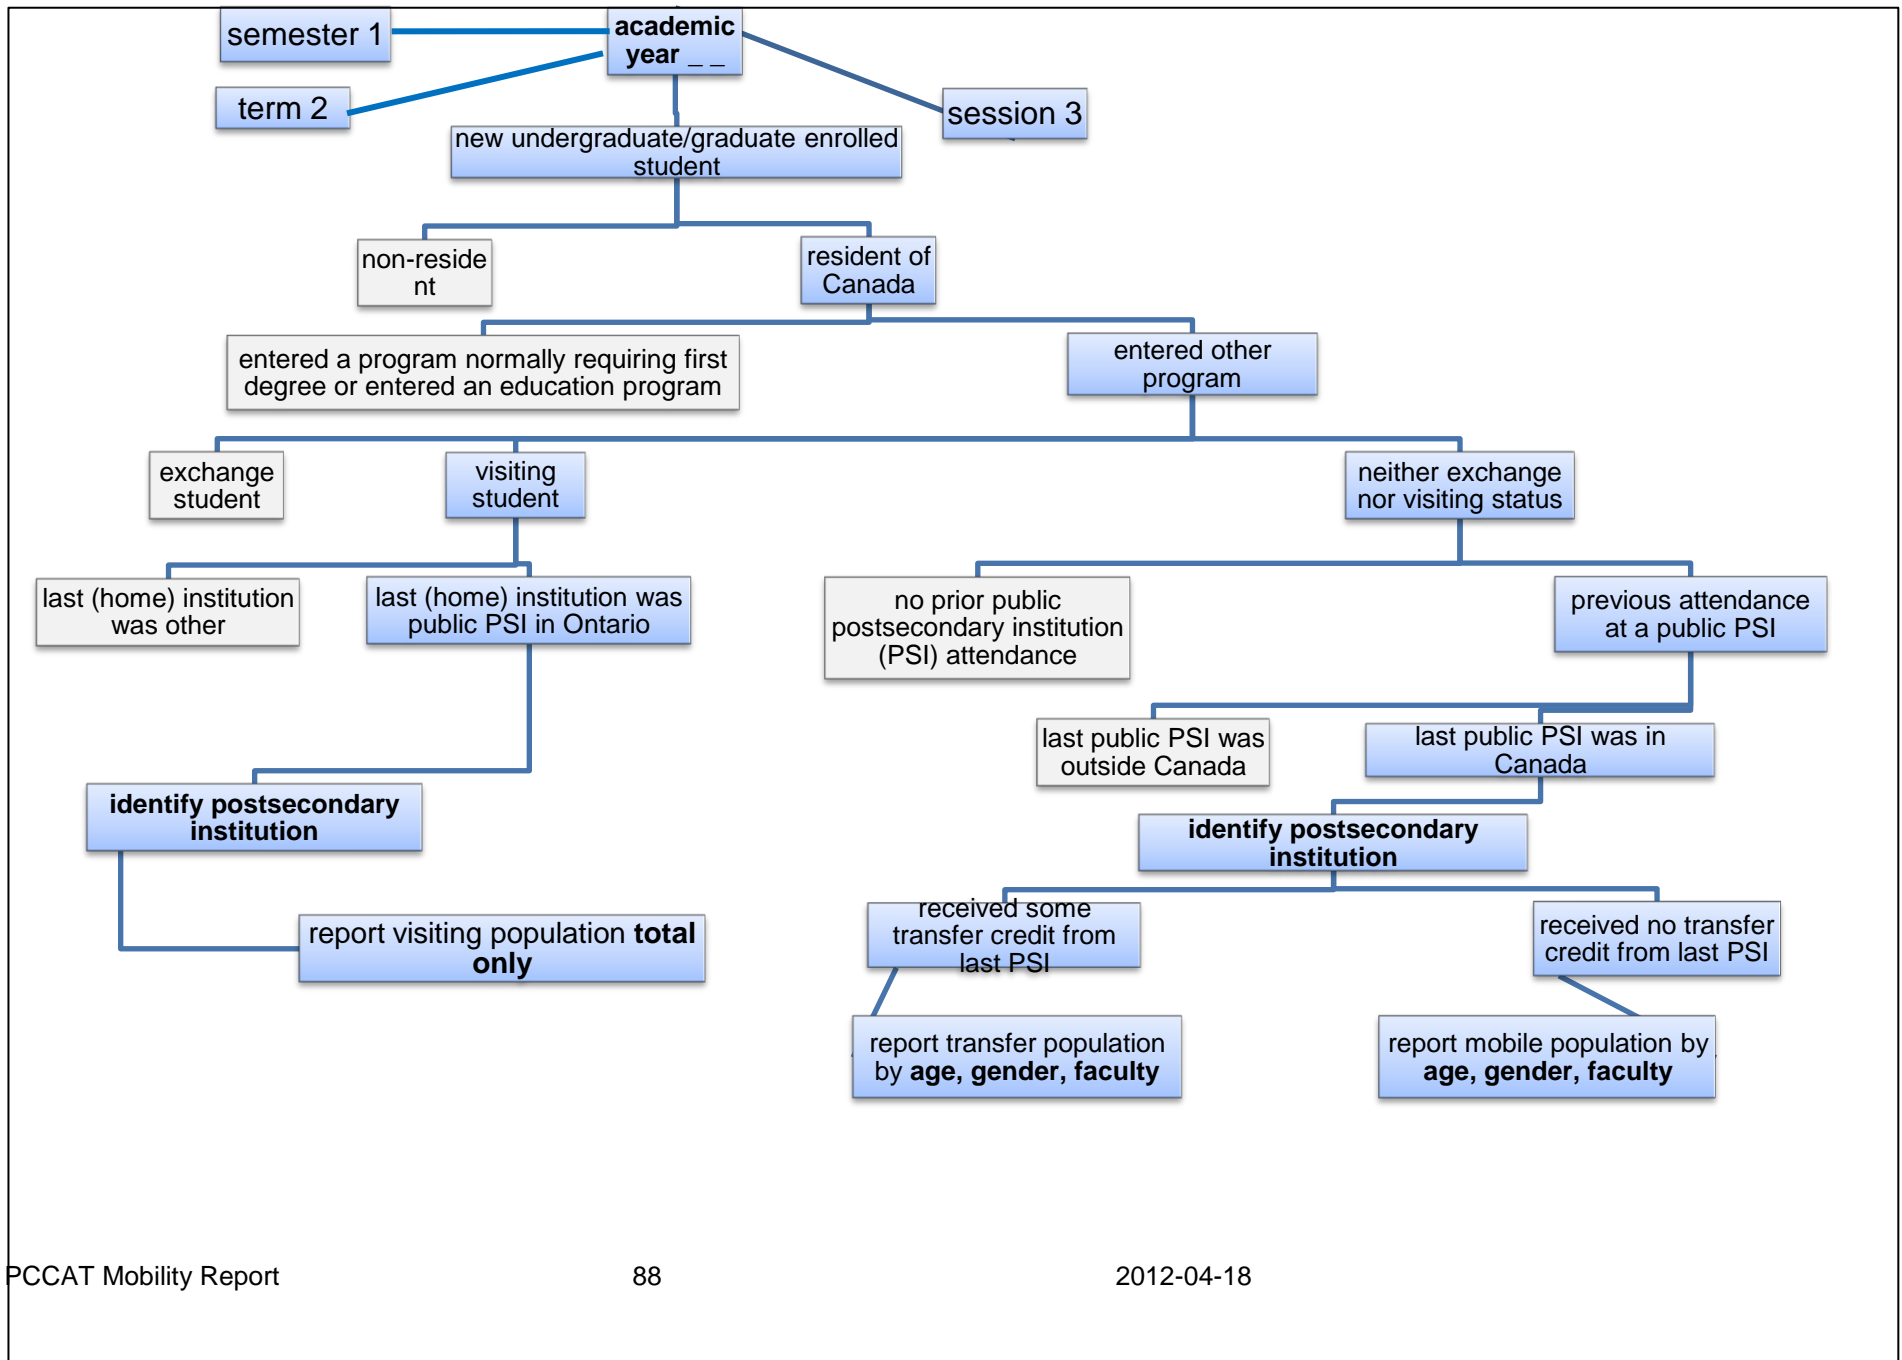 semester 1
academic
year _ _
term 2
session 3
new undergraduate/graduate enrolled
student
non-reside
nt
resident of
Canada
entered a program normally requiring first
degree or entered an education program
entered other
program
exchange
student
visiting
student
neither exchange
nor visiting status
last (home) institution
was other
last (home) institution was
public PSI in Ontario
no prior public
postsecondary institution
(PSI) attendance
previous attendance
at a public PSI
last public PSI was
outside Canada
last public PSI was in
Canada
identify postsecondary
institution
identify postsecondary
institution
report visiting population total
only
received some
transfer credit from
last PSI
received no transfer
credit from last PSI
report transfer population
by age, gender, faculty
report mobile population by
age, gender, faculty
PCCAT Mobility Report 88 2012-04-18